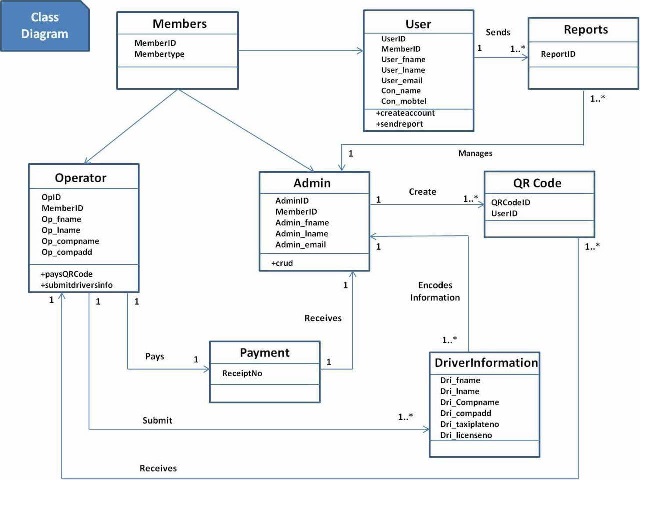 Class
Diagram
Members
MemberID
Membertype
User
UserID
MemberID
User_fname
User_lname
User_email
Con_name
Con_mobtel
+createaccount
+sendreport
Sends
1
1..*
Reports
ReportID
1..*
1
Manages
Operator
OpID
MemberID
Op_fname
Op_lname
Op_compname
Op_compadd
+paysQRCode
+submitdriversinfo
1
1
1
Admin
AdminID
MemberID
Admin_fname
Admin_lname
Admin_email
+crud
1
Create
1..*
QR Code
QRCodeID
UserID
1..*
1
Encodes
Information
1..*
1
Receives
Pays
1
Payment
ReceiptNo
1
DriverInformation
Dri_fname
Dri_lname
Dri_Compname
Dri_compadd
Dri_taxiplateno
Dri_licenseno
Submit
1..*
Receives